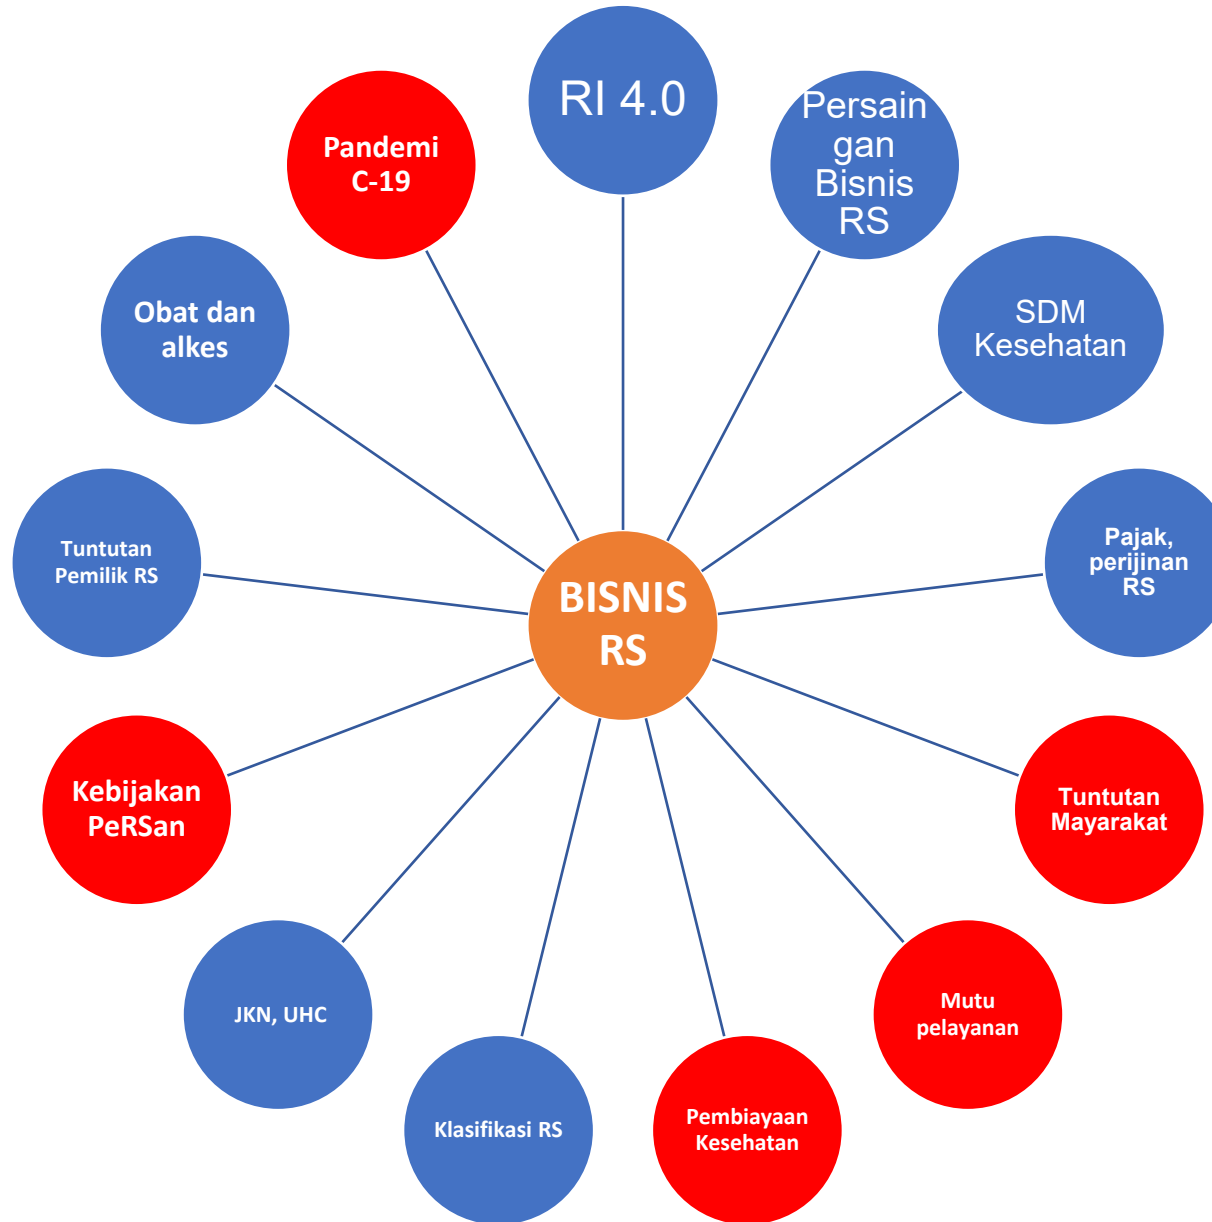 RI 4.0
Persain
gan
Bisnis
RS
SDM
Kesehatan
Pajak,
perijinan
RS
Tuntutan
Mayarakat
Mutu
pelayanan
Pembiayaan
Kesehatan
Klasifikasi RS
JKN, UHC
Kebijakan
PeRSan
Tuntutan
Pemilik RS
Obat dan
alkes
Pandemi
C-19
BISNIS
RS